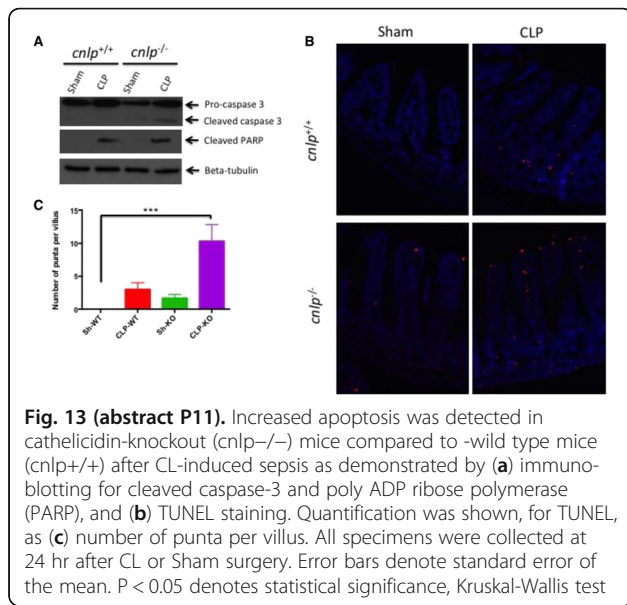 A
cnlp+/+
cnlp-/-
Sham
CLP
Sham
CLP
Pro-caspase 3
Cleaved caspase 3
Cleaved PARP
Beta-tubulin
B
Sham
CLP
cnlp+/+
cnlp-/-
C
Number of punta per villus
15
10
5
0
***
Sh-WT
CLP-WT
Sh-KO
CLP-KO
Fig. 13 (abstract P11). Increased apoptosis was detected in
cathelicidin-knockout (cnlp−/−) mice compared to -wild type mice
(cnlp+/+) after CL-induced sepsis as demonstrated by (a) immuno-
blotting for cleaved caspase-3 and poly ADP ribose polymerase
(PARP), and (b) TUNEL staining. Quantification was shown, for TUNEL,
as (c) number of punta per villus. All specimens were collected at
24 hr after CL or Sham surgery. Error bars denote standard error of
the mean. P < 0.05 denotes statistical significance, Kruskal-Wallis test